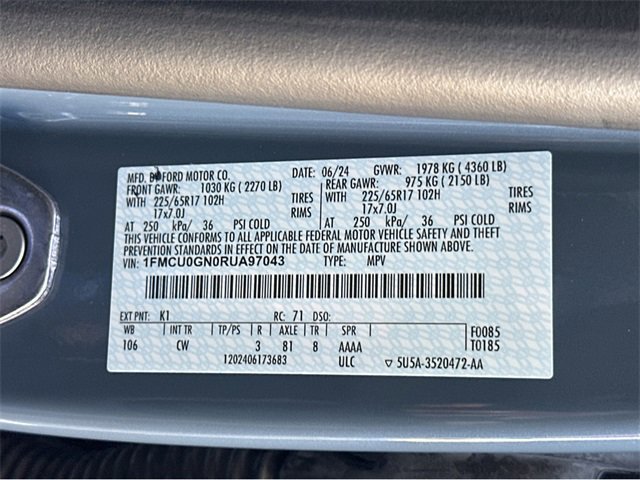 MFD. BY FORD MOTOR CO. DATE: 06/24 GVWR: 1978 KG ( 4360 LB)
FRONT GAWR: 1030 KG ( 2270 LB) REAR GAWR: 975 KG ( 2150 LB)
WITH 225/65R17 102H TIRES WITH 225/65R17 102H TIRES
17x7.0J RIMS 17x7.0J RIMS
AT 250 kPa/ 36 PSI COLD AT 250 kPa/ 36 PSI COLD
THIS VEHICLE CONFORMS TO ALL APPLICABLE FEDERAL MOTOR VEHICLE SAFETY AND THEFT
PREVENTION STANDARDS IN EFFECT ON THE DATE OF MANUFACTURE SHOWN ABOVE.
VIN: 1FMCU0GN0RUA97043 TYPE: MPV
EXT PNT: K1 RC: 71 DSO: F0085
WB INT TR TP/PS R AXLE TR SPR T0185
106 CW 3 81 8 AAAA
1202406173683 ULC ▽ 5U5A-3520472-AA